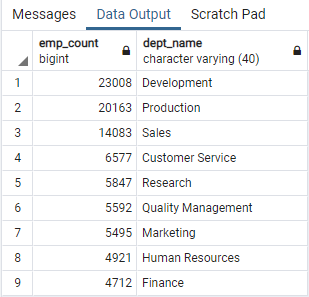 Messages Data Output Scratch Pad
emp_count dept_name
bigint character varying (40)
1 23008 Development
2 20163 Production
3 14083 Sales
4 6577 Customer Service
5 5847 Research
6 5592 Quality Management
7 5495 Marketing
8 4921 Human Resources
9 4712 Finance